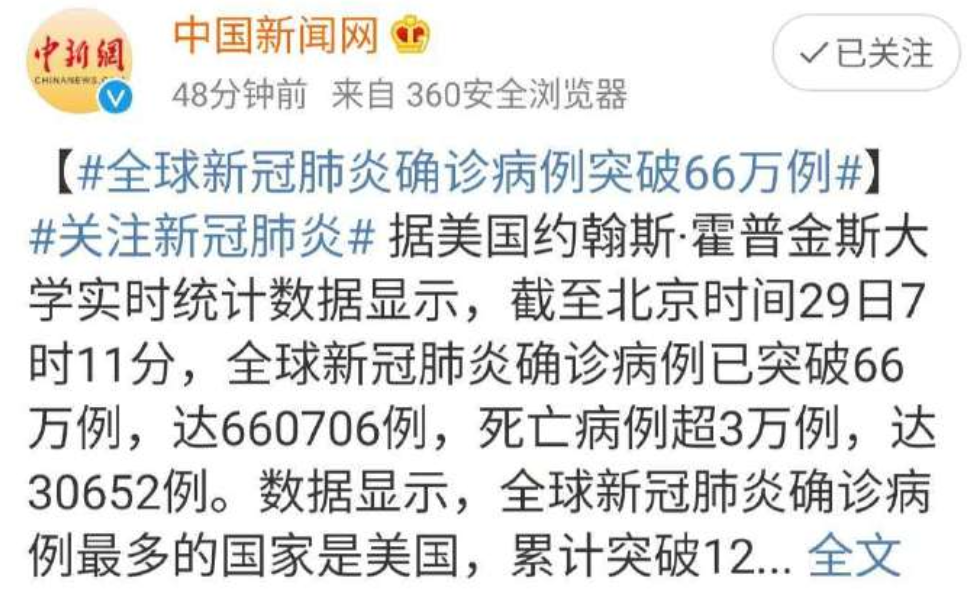 中新網
CHINANEWS.COM
中国新闻网
已关注
48分钟前 来自 360安全浏览器
【#全球新冠肺炎确诊病例突破66万例#】
#关注新冠肺炎# 据美国约翰斯·霍普金斯大
学实时统计数据显示，截至北京时间29日7
时11分，全球新冠肺炎确诊病例已突破66
万例，达660706例，死亡病例超3万例，达
30652例。数据显示，全球新冠肺炎确诊病
例最多的国家是美国，累计突破12... 全文